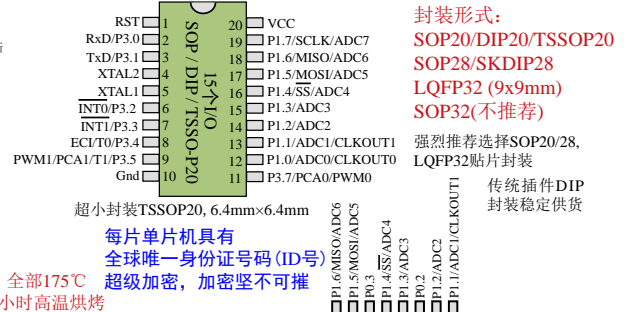 RST 1
RxD/P3.0 2
TxD/P3.1 3
XTAL2 4
XTAL1 5
INT0/P3.2 6
INT1/P3.3 7
ECI/T0/P3.4 8
PWM1/PCA1/T1/P3.5 9
Gnd 10
SOP / DIP / TSSO-P20
15个I/O
20 VCC
19 P1.7/SCLK/ADC7
18 P1.6/MISO/ADC6
17 P1.5/MOSI/ADC5
16 P1.4/SS/ADC4
15 P1.3/ADC3
14 P1.2/ADC2
13 P1.1/ADC1/CLKOUT1
12 P1.0/ADC0/CLKOUT0
11 P3.7/PCA0/PWM0
超小封装TSSOP20, 6.4mm×6.4mm
封装形式:
SOP20/DIP20/TSSOP20
SOP28/SKDIP28
LQFP32 (9x9mm)
SOP32(不推荐)
强烈推荐选择SOP20/28,
LQFP32贴片封装
传统插件DIP
封装稳定供货
每片单片机具有
全球唯一身份证号码(ID号)
超级加密，加密坚不可摧
全部175℃
小时高温烘烤
P1.6/MISO/ADC6
P1.5/MOSI/ADC5
P0.3
P1.4/SS/ADC4
P1.3/ADC3
P0.2
P1.2/ADC2
P1.1/ADC1/CLKOUT1